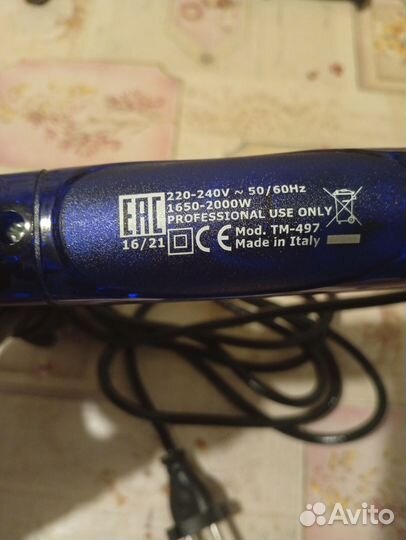 220-240V ~ 50/60Hz
1650-2000W
PROFESSIONAL USE ONLY
EAC
16/21 CE Mod. TM-497
Made in Italy
Avito